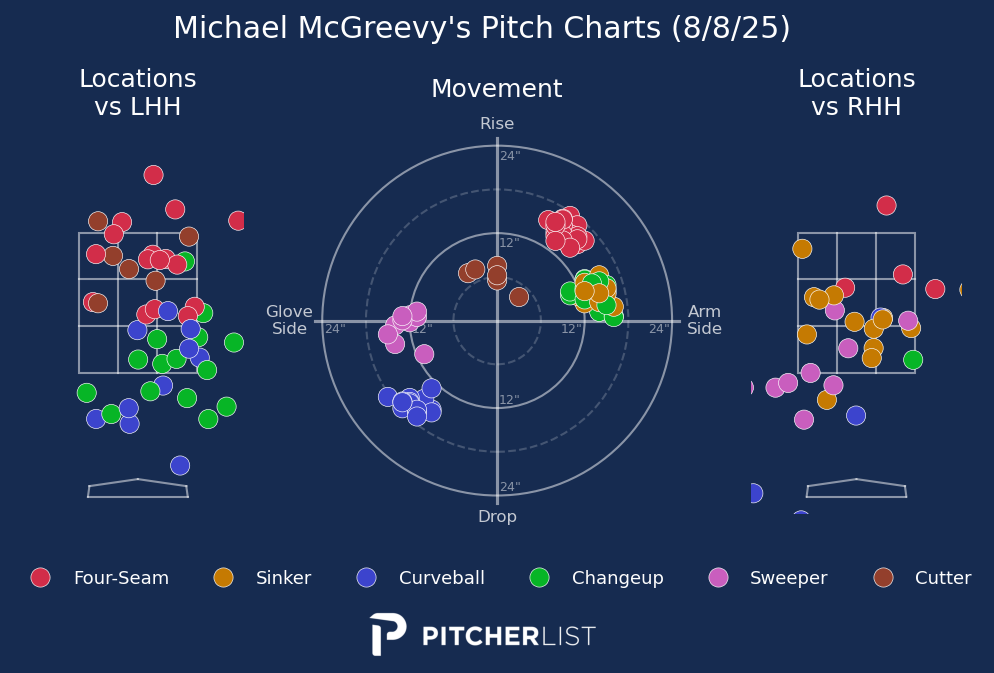 Michael McGreevy's Pitch Charts (8/8/25)
Locations
vs LHH
Movement
Locations
vs RHH
Rise
24"
12"
Glove
Side
24"
12"
12"
24"
Arm
Side
12"
24"
Drop
Four-Seam
Sinker
Curveball
Changeup
Sweeper
Cutter
PITCHERLIST